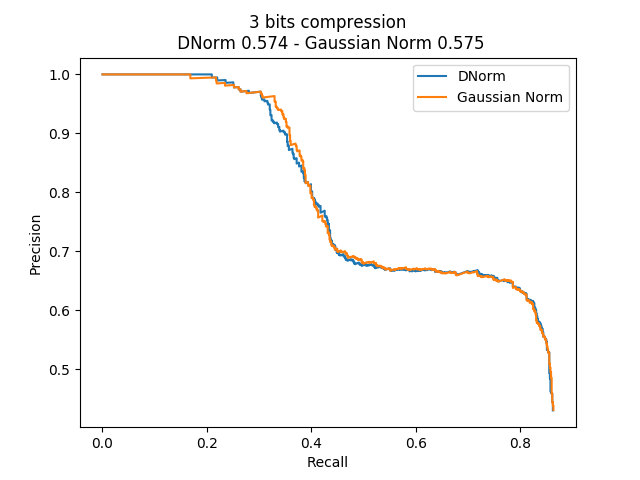 3 bits compression
DNorm 0.574 - Gaussian Norm 0.575
DNorm
Gaussian Norm
1.0
0.9
0.8
0.7
0.6
0.5
Precision
0.0
0.2
0.4
0.6
0.8
Recall